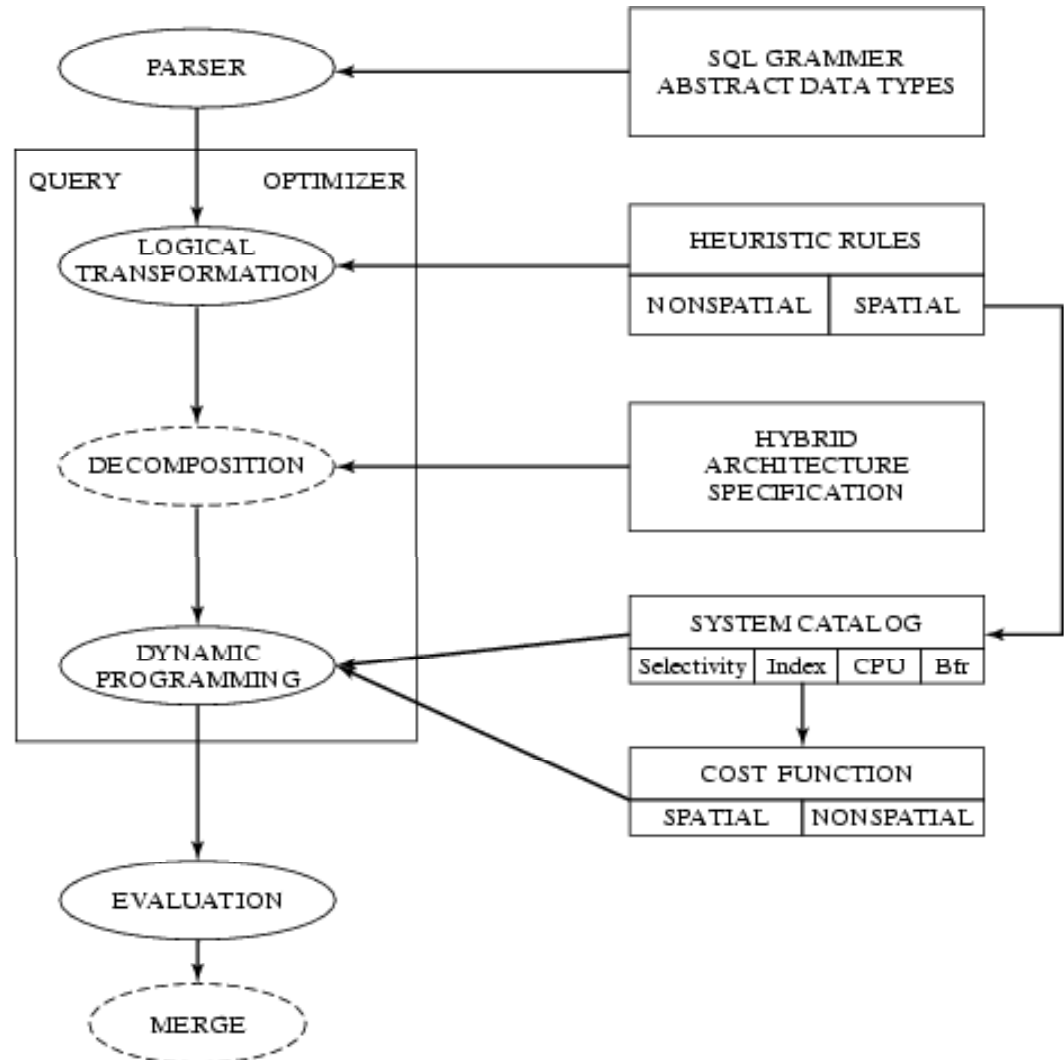 PARSER
SQL GRAMMER
ABSTRACT DATA TYPES
QUERY OPTIMIZER
LOGICAL
TRANSFORMATION
HEURISTIC RULES
NONSPATIAL SPATIAL
DECOMPOSITION
HYBRID
ARCHITECTURE
SPECIFICATION
DYNAMIC
PROGRAMMING
SYSTEM CATALOG
Selectivity Index CPU Bfr
COST FUNCTION
SPATIAL NONSPATIAL
EVALUATION
MERGE